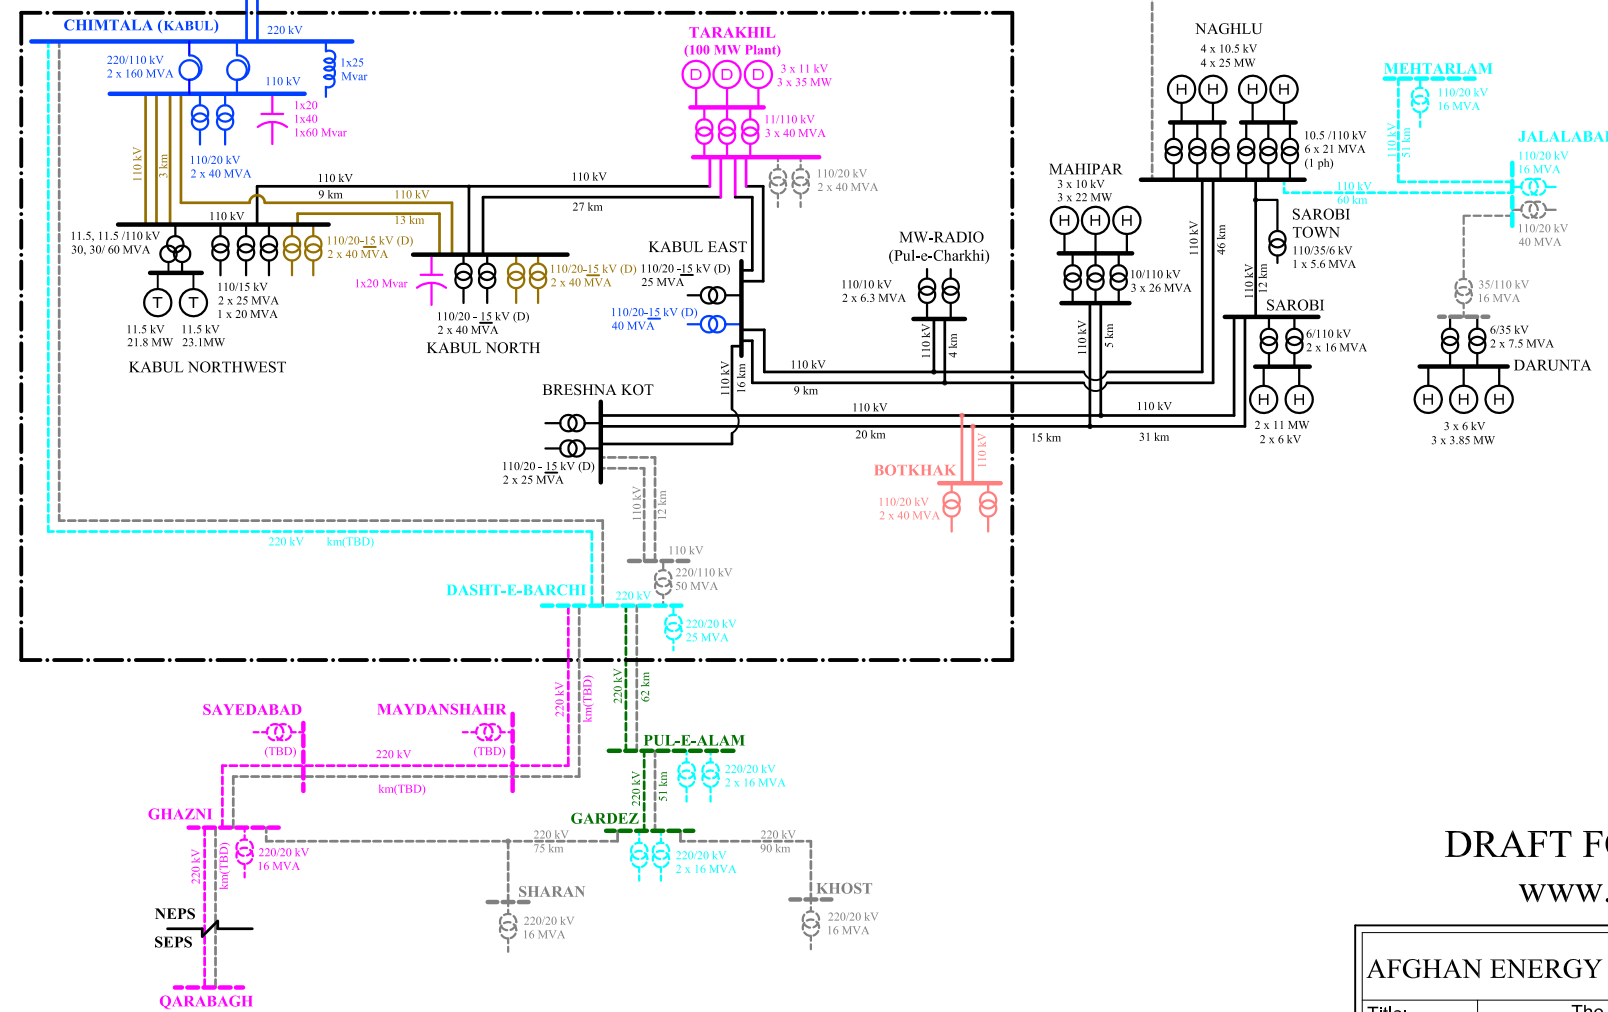 CHIMTALA (KABUL)
220 kV
220/110 kV
2 x 160 MVA
1x25
Mvar
110 kV
1x20
1x40
1x60 Mvar
110/20 kV
2 x 40 MVA
110 kV
3 km
TARAKHIL
(100 MW Plant)
3 x 11 kV
3 x 35 MW
D D D
11/110 kV
3 x 40 MVA
110/20 kV
2 x 40 MVA
110 kV
9 km
110 kV
13 km
110 kV
27 km
110 kV
11.5, 11.5 /110 kV
30, 30/ 60 MVA
110/20-15 kV (D)
2 x 40 MVA
T T
11.5 kV
21.8 MW
11.5 kV
23.1MW
110/15 kV
2 x 25 MVA
1 x 20 MVA
KABUL NORTHWEST
1x20 Mvar
110/20-15 kV (D)
2 x 40 MVA
110/20 - 15 kV (D)
2 x 40 MVA
KABUL NORTH
KABUL EAST
110/20 -15 kV (D)
25 MVA
110/20-15 kV (D)
40 MVA
110 kV
16 km
MW-RADIO
(Pul-e-Charkhi)
110/10 kV
2 x 6.3 MVA
110 kV
4 km
110 kV
9 km
BRESHNA KOT
110/20 - 15 kV (D)
2 x 25 MVA
110 kV
20 km
110 kV
12 km
110 kV
220/110 kV
50 MVA
BOTKHAK
110 kV
110/20 kV
2 x 40 MVA
MAHIPAR
3 x 10 kV
3 x 22 MW
H H H
10/110 kV
3 x 26 MVA
110 kV
5 km
15 km
110 kV
31 km
NAGHLU
4 x 10.5 kV
4 x 25 MW
H H H H
10.5 /110 kV
6 x 21 MVA
(1 ph)
110 kV
46 km
110 kV
12 km
SAROBI
TOWN
110/35/6 kV
1 x 5.6 MVA
SAROBI
6/110 kV
2 x 16 MVA
H H
2 x 11 MW
2 x 6 kV
MEHTARLAM
110/20 kV
16 MVA
110 kV
51 km
110 kV
60 km
110/20 kV
16 MVA
110/20 kV
40 MVA
35/110 kV
16 MVA
6/35 kV
2 x 7.5 MVA
DARUNTA
H H H
3 x 6 kV
3 x 3.85 MW
220 kV km(TBD)
DASHT-E-BARCHI
220 kV
220/20 kV
25 MVA
220 kV
km(TBD)
220 kV
62 km
SAYEDABAD
(TBD)
MAYDANSHAHR
(TBD)
220 kV
km(TBD)
PUL-E-ALAM
220/20 kV
2 x 16 MVA
220 kV
51 km
GHAZNI
220/20 kV
16 MVA
220 kV
km(TBD)
GARDEZ
220/20 kV
2 x 16 MVA
220 kV
75 km
220 kV
90 km
SHARAN
220/20 kV
16 MVA
KHOST
220/20 kV
16 MVA
NEPS
SEPS
QARABAGH
DRAFT
www.
AFGHAN ENERGY
The